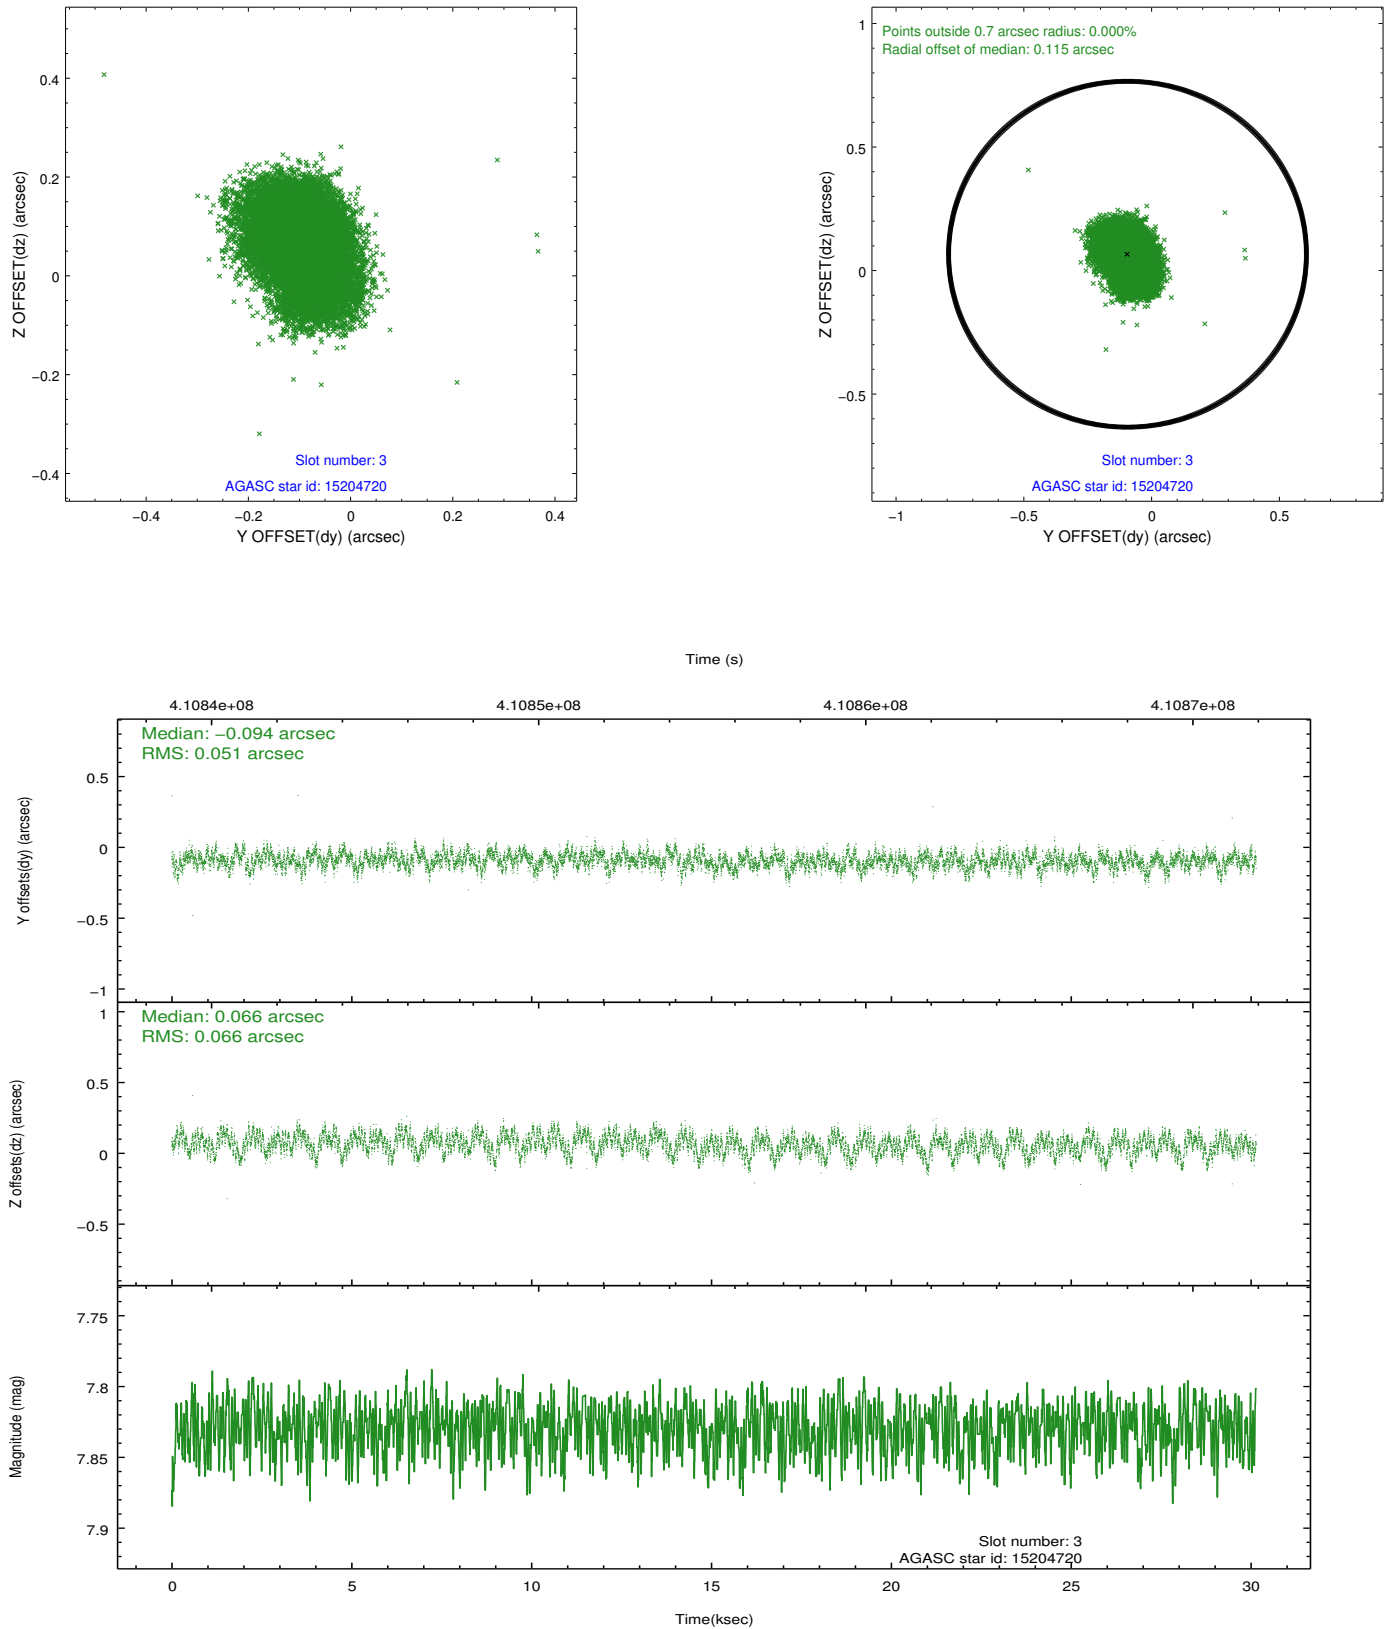 0.4
0.2
0
−0.2
−0.4
Z OFFSET(dz) (arcsec)
Slot number: 3
AGASC star id: 15204720
−0.4
−0.2
0
0.2
0.4
Y OFFSET(dy) (arcsec)
Points outside 0.7 arcsec radius: 0.000%
Radial offset of median: 0.115 arcsec
1
0.5
0
−0.5
Z OFFSET(dz) (arcsec)
Slot number: 3
AGASC star id: 15204720
−1
−0.5
0
0.5
Y OFFSET(dy) (arcsec)
Time (s)
4.1084e+08
4.1085e+08
4.1086e+08
4.1087e+08
Median: −0.094 arcsec
RMS: 0.051 arcsec
0.5
0
−0.5
−1
Y offsets(dy) (arcsec)
Median: 0.066 arcsec
RMS: 0.066 arcsec
1
0.5
0
−0.5
Z offsets(dz) (arcsec)
7.75
7.8
7.85
7.9
Magnitude (mag)
Slot number: 3
AGASC star id: 15204720
0
5
10
15
20
25
30
Time(ksec)